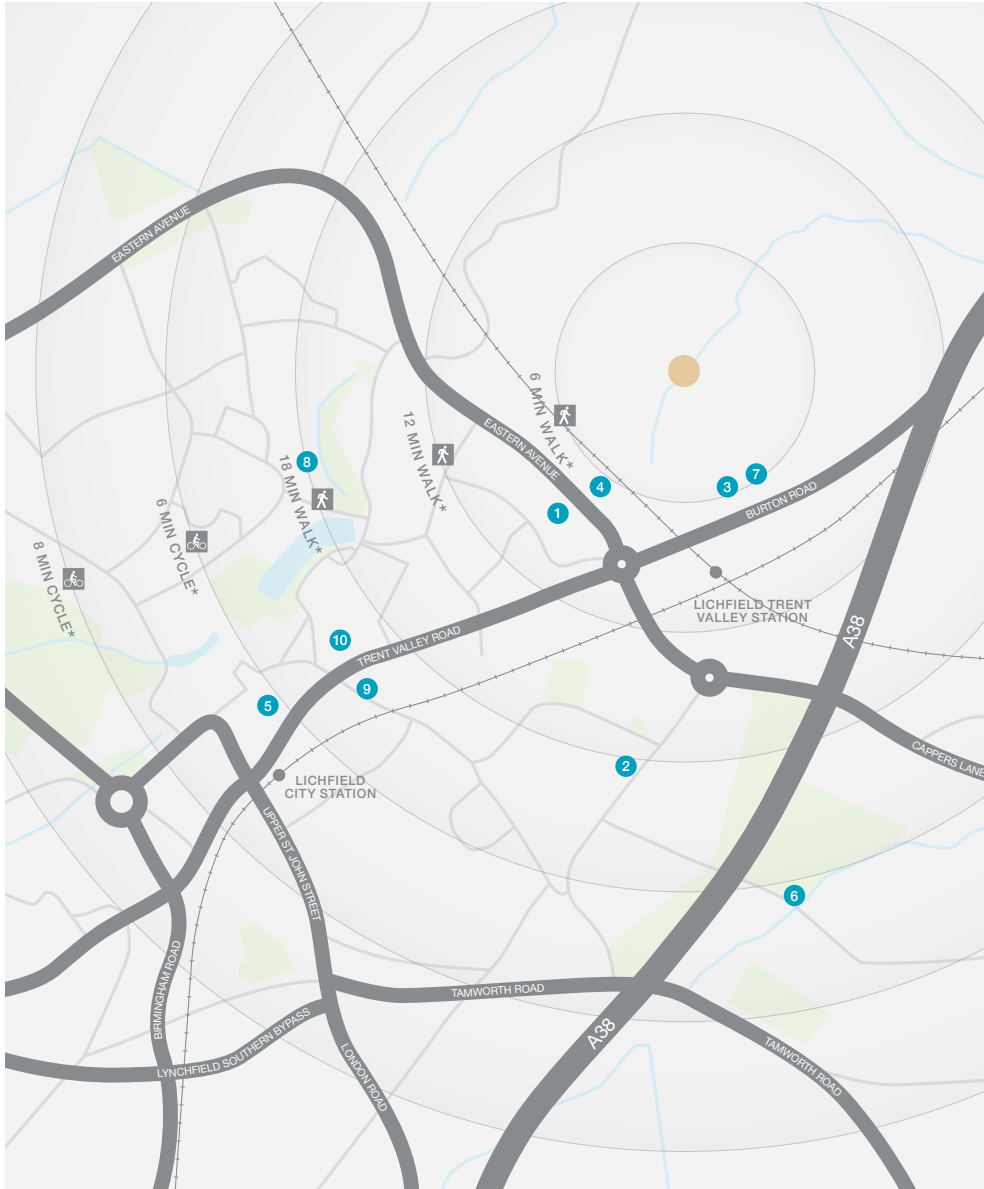 EASTERN AVENUE
6 MIN WALK*
12 MIN WALK*
EASTERN AVENUE
8
18 MIN WALK*
4
3
7
BURTON ROAD
1
6 MIN CYCLE*
8 MIN CYCLE*
LICHFIELD TRENT
VALLEY STATION
A38
10
TRENT VALLEY ROAD
9
5
2
CAPPERS LANE
LICHFIELD
CITY STATION
UPPER ST JOHN STREET
6
BIRMINGHAM ROAD
TAMWORTH ROAD
A38
LYNCHFIELD SOUTHERN BYPASS
LONDON ROAD
TAMWORTH ROAD